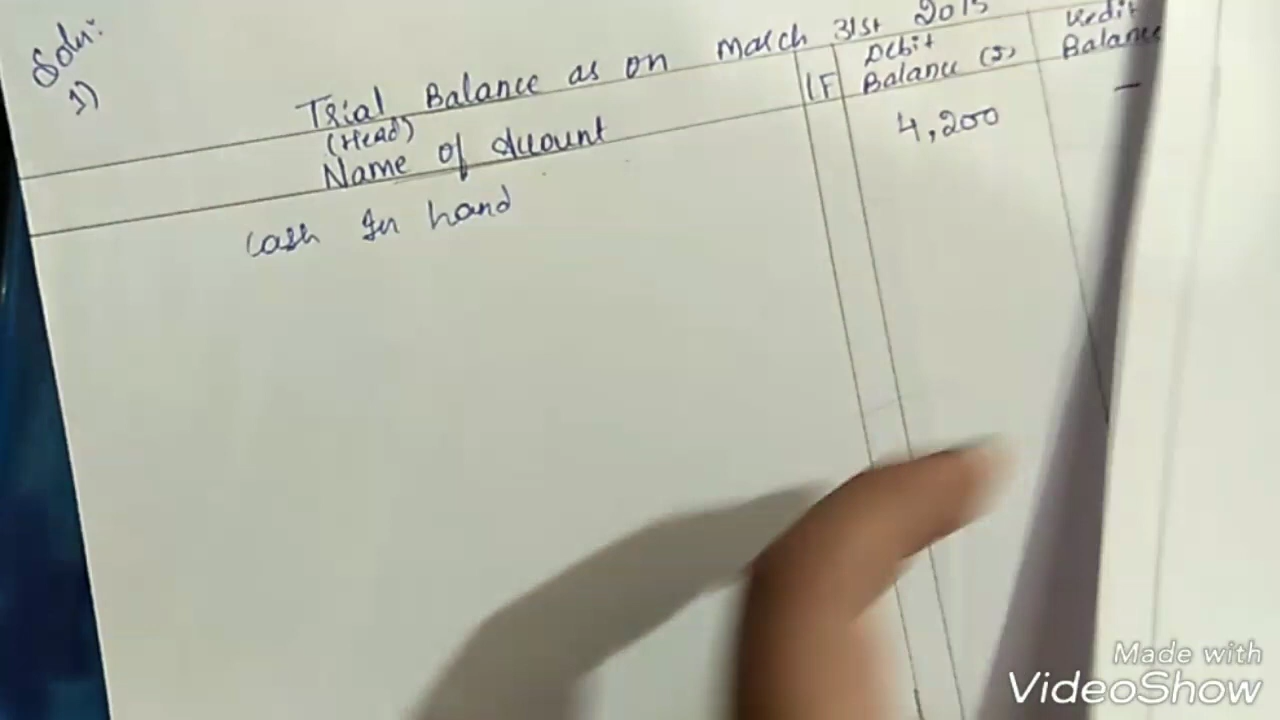 Soln:
1)
Trial Balance as on March 31st 2015
(Head)
Name of Account
LF
Debit
Balance (₹)
Credit
Balance
Cash In hand
4,200
—
Made with
VideoShow